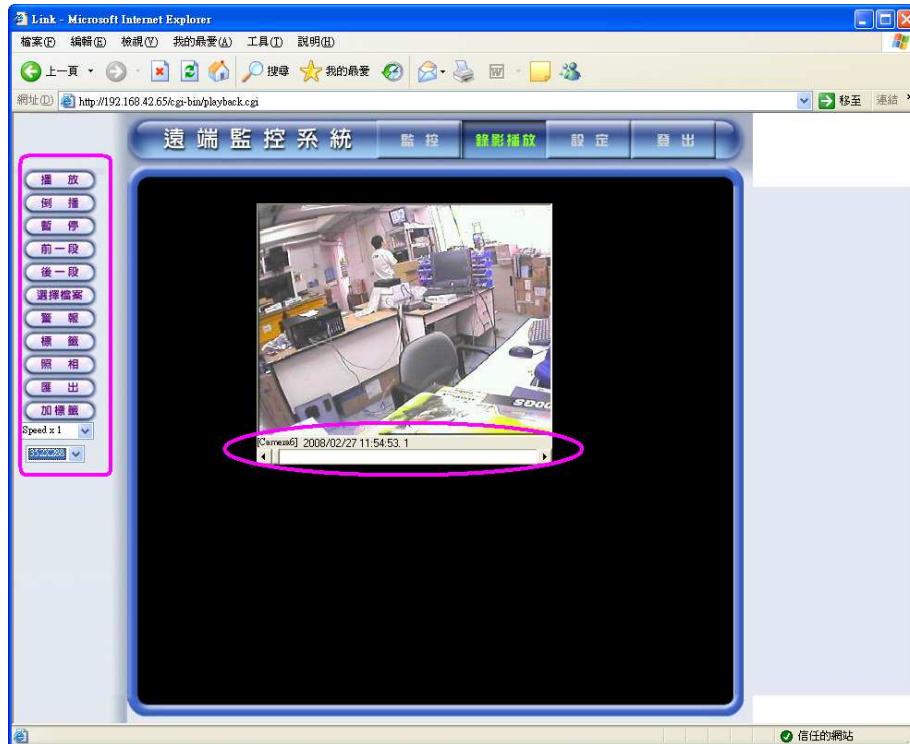 Link - Microsoft Internet Explorer
檔案(F) 編輯(E) 檢視(V) 我的最愛(A) 工具(T) 說明(H)
上一頁 搜尋 我的最愛
網址(D) http://192.168.42.65/cgi-bin/playback.cgi 移至 連結 »
遠端監控系統 監控 錄影播放 設定 登出
播放
倒播
暫停
前一段
後一段
選擇檔案
警報
標籤
照相
匯出
加標籤
Speed x 1
352X288
[Camera6] 2008/02/27 11:54:53. 1
信任的網站